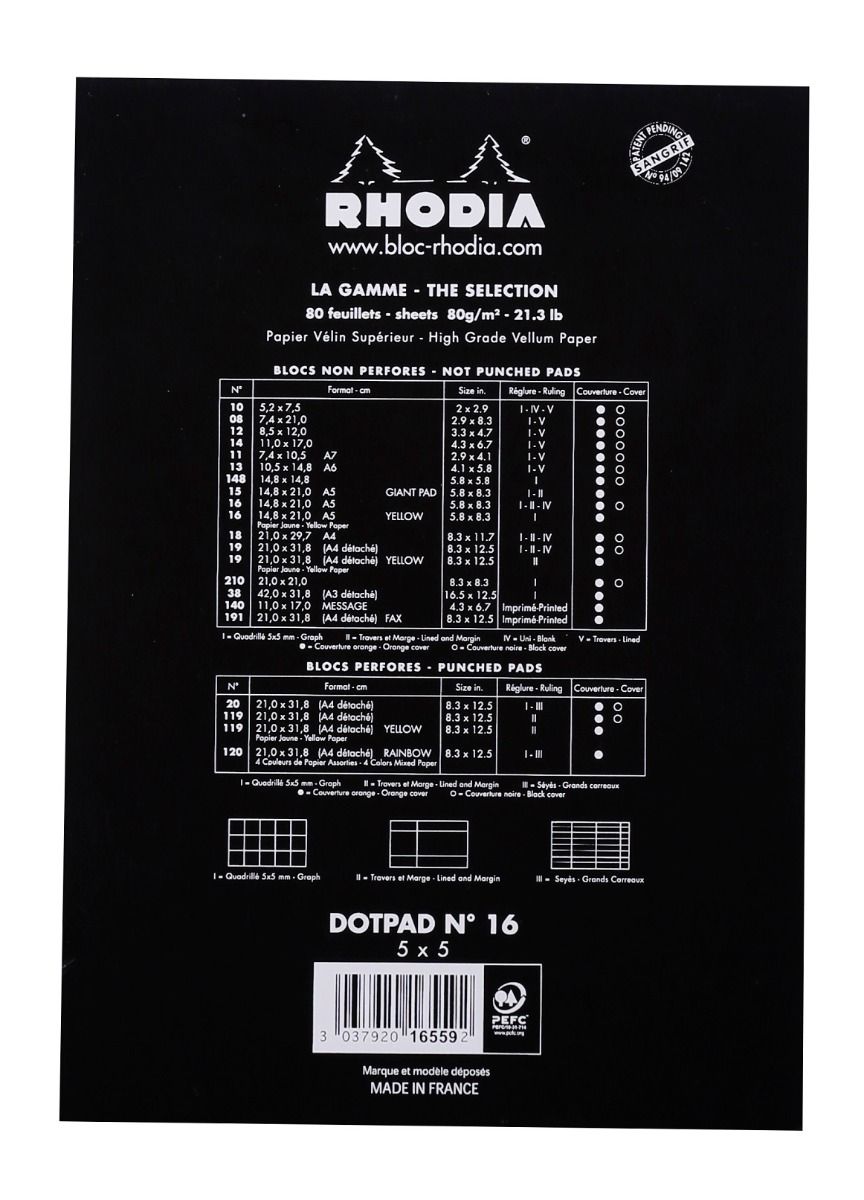 ®
PATENT PENDING
SANGRIF
N° 94/09 142
RHODIA
www.bloc-rhodia.com
LA GAMME - THE SELECTION
80 feuillets - sheets 80g/m² - 21.3 lb
Papier Vélin Supérieur - High Grade Vellum Paper
BLOCS NON PERFORES - NOT PUNCHED PADS
N° Format - cm Size in. Réglure - Ruling Couverture - Cover
10 5,2 x 7,5 2 x 2.9 I - IV - V ● O
08 7,4 x 21,0 2.9 x 8.3 I - V ● O
12 8,5 x 12,0 3.3 x 4.7 I - V ● O
14 11,0 x 17,0 4.3 x 6.7 I - V ● O
11 7,4 x 10,5 A7 2.9 x 4.1 I - V ● O
13 10,5 x 14,8 A6 4.1 x 5.8 I - V ● O
148 14,8 x 14,8 5.8 x 5.8 I ● O
15 14,8 x 21,0 A5 GIANT PAD 5.8 x 8.3 I - II ●
16 14,8 x 21,0 A5 5.8 x 8.3 I - II - IV ● O
16 14,8 x 21,0 A5 YELLOW 5.8 x 8.3 I ●
Papier Jaune - Yellow Paper
18 21,0 x 29,7 A4 8.3 x 11.7 I - II - IV ● O
19 21,0 x 31,8 (A4 détaché) 8.3 x 12.5 I - II - IV ● O
19 21,0 x 31,8 (A4 détaché) YELLOW 8.3 x 12.5 II ●
Papier Jaune - Yellow Paper
210 21,0 x 21,0 8.3 x 8.3 I ● O
38 42,0 x 31,8 (A3 détaché) 16.5 x 12.5 I ●
140 11,0 x 17,0 MESSAGE 4.3 x 6.7 Imprimé-Printed ●
191 21,0 x 31,8 (A4 détaché) FAX 8.3 x 12.5 Imprimé-Printed ●
I = Quadrillé 5x5 mm - Graph II = Travers et Marge - Lined and Margin IV = Uni - Blank V = Travers - Lined
● = Couverture orange - Orange cover O = Couverture noire - Black cover
BLOCS PERFORES - PUNCHED PADS
N° Format - cm Size in. Réglure - Ruling Couverture - Cover
20 21,0 x 31,8 (A4 détaché) 8.3 x 12.5 I - III ● O
119 21,0 x 31,8 (A4 détaché) 8.3 x 12.5 II ● O
119 21,0 x 31,8 (A4 détaché) YELLOW 8.3 x 12.5 II ●
Papier Jaune - Yellow Paper
120 21,0 x 31,8 (A4 détaché) RAINBOW 8.3 x 12.5 I - III ●
4 Couleurs de Papier Assorties - 4 Colors Mixed Paper
I = Quadrillé 5x5 mm - Graph II = Travers et Marge - Lined and Margin III = Séyès - Grands carreaux
● = Couverture orange - Orange cover O = Couverture noire - Black cover
I = Quadrillé 5x5 mm - Graph II = Travers et Marge - Lined and Margin III = Seyès - Grands Carreaux
DOTPAD N° 16
5 x 5
3 037920 165592
PEFC
PEFC/10-31-716
www.pefc.org
Marque et modèle déposés
MADE IN FRANCE